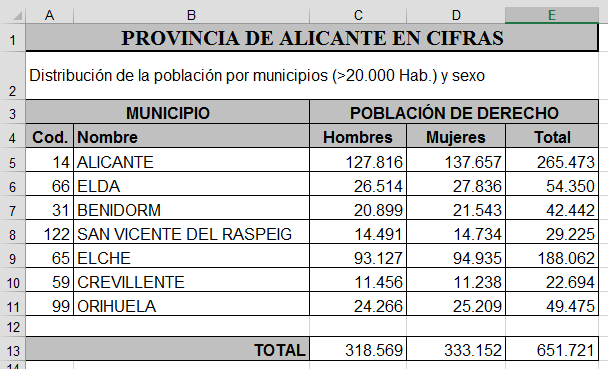 A B C D E
1 PROVINCIA DE ALICANTE EN CIFRAS
2 Distribución de la población por municipios (>20.000 Hab.) y sexo
3 MUNICIPIO POBLACIÓN DE DERECHO
4 Cod. Nombre Hombres Mujeres Total
5 14 ALICANTE 127.816 137.657 265.473
6 66 ELDA 26.514 27.836 54.350
7 31 BENIDORM 20.899 21.543 42.442
8 122 SAN VICENTE DEL RASPEIG 14.491 14.734 29.225
9 65 ELCHE 93.127 94.935 188.062
10 59 CREVILLENTE 11.456 11.238 22.694
11 99 ORIHUELA 24.266 25.209 49.475
12
13 TOTAL 318.569 333.152 651.721